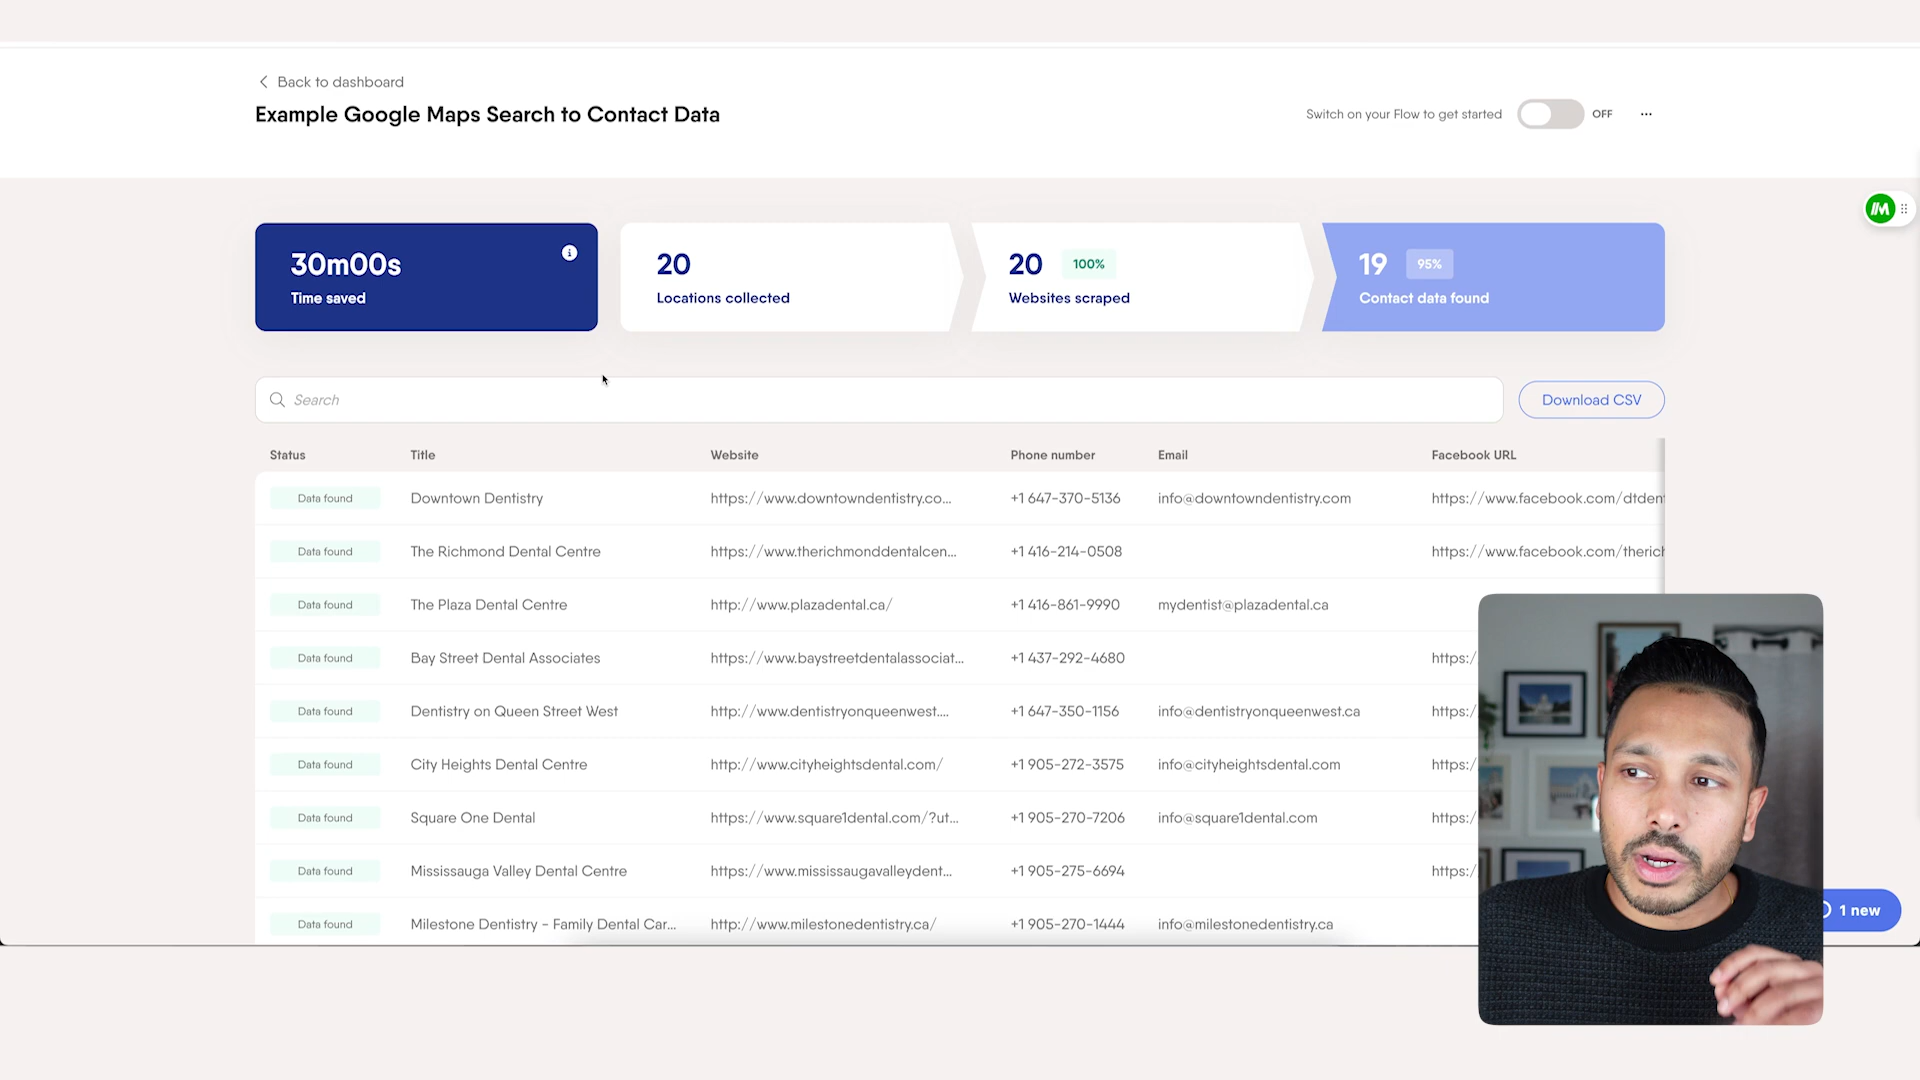 Back to dashboard
Example Google Maps Search to Contact Data
Switch on your Flow to get started OFF ...
30m00s
Time saved
20
Locations collected
20 100%
Websites scraped
19 95%
Contact data found
Search
Download CSV
Status Title Website Phone number Email Facebook URL
Data found Downtown Dentistry https://www.downtowndentistry.co... +1 647-370-5136 info@downtowndentistry.com https://www.facebook.com/dtden
Data found The Richmond Dental Centre https://www.therichmonddentalcen... +1 416-214-0508 https://www.facebook.com/therich
Data found The Plaza Dental Centre http://www.plazadental.ca/ +1 416-861-9990 mydentist@plazadental.ca
Data found Bay Street Dental Associates https://www.baystreetdentalassociat... +1 437-292-4680 https:/
Data found Dentistry on Queen Street West http://www.dentistryonqueenwest.... +1 647-350-1156 info@dentistryonqueenwest.ca https:/
Data found City Heights Dental Centre http://www.cityheightsdental.com/ +1 905-272-3575 info@cityheightsdental.com https:/
Data found Square One Dental https://www.square1dental.com/?ut... +1 905-270-7206 info@square1dental.com https:/
Data found Mississauga Valley Dental Centre https://www.mississaugavalleydent... +1 905-275-6694 https:/
Data found Milestone Dentistry - Family Dental Car... http://www.milestonedentistry.ca/ +1 905-270-1444 info@milestonedentistry.ca
1 new